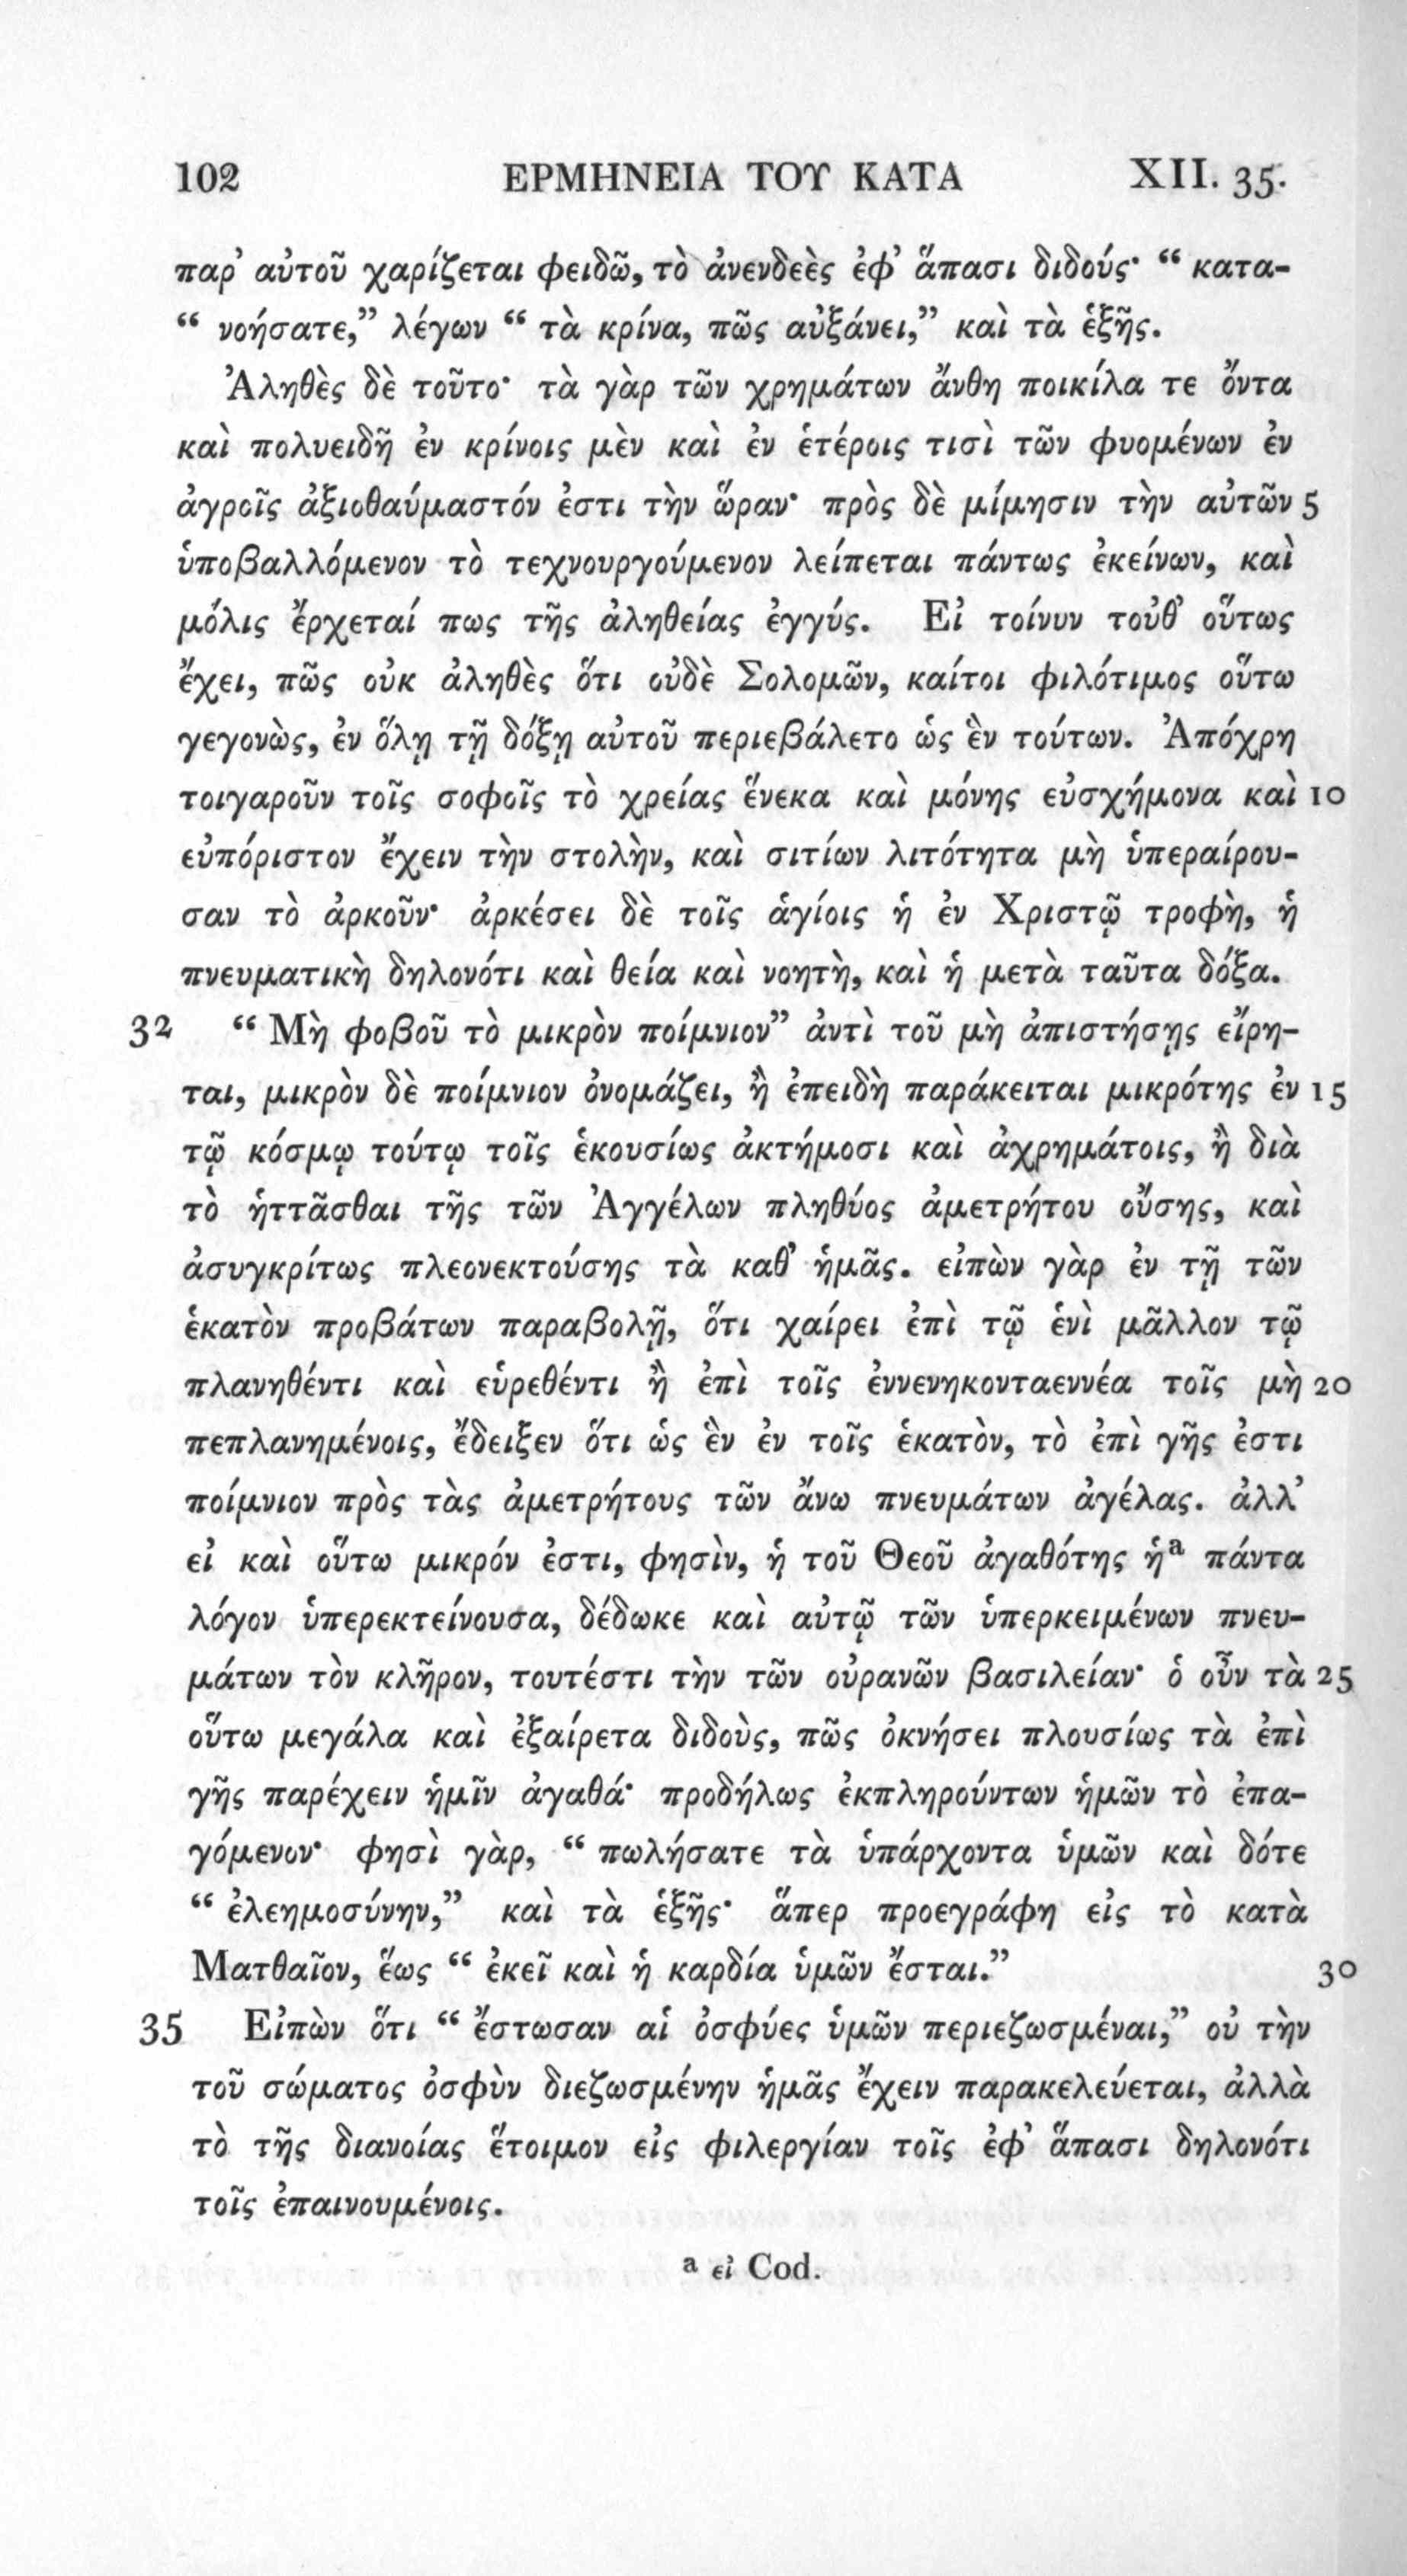 102 ΕΡΜΗΝΕΙΑ ΤΟΥ ΚΑΤΑ XII. 35.
παρ’ αὐτοῦ χαρίζεται φειδῶ, τὸ ἀνενδεὲς ἐφ’ ἅπασι διδούς· “ κατα-
“ νοήσατε,” λέγων “ τὰ κρίνα, πῶς αὐξάνει,” καὶ τὰ ἑξῆς.
Ἀληθὲς δὲ τοῦτο· τὰ γὰρ τῶν χρημάτων ἄνθη ποικίλα τε ὄντα
καὶ πολυειδῆ ἐν κρίνοις μὲν καὶ ἐν ἑτέροις τισὶ τῶν φυομένων ἐν
ἀγροῖς ἀξιοθαύμαστόν ἐστι τὴν ὥραν· πρὸς δὲ μίμησιν τὴν αὐτῶν 5
ὑποβαλλόμενον τὸ τεχνουργούμενον λείπεται πάντως ἐκείνων, καὶ
μόλις ἔρχεταί πως τῆς ἀληθείας ἐγγύς. Εἰ τοίνυν τοὐθ’ οὕτως
ἔχει, πῶς οὐκ ἀληθὲς ὅτι οὐδὲ Σολομῶν, καίτοι φιλότιμος οὕτω
γεγονὼς, ἐν ὅλῃ τῇ δόξῃ αὐτοῦ περιεβάλετο ὡς ἓν τούτων. Ἀπόχρη
τοιγαροῦν τοῖς σοφοῖς τὸ χρείας ἕνεκα καὶ μόνης εὐσχήμονα καὶ 10
εὐπόριστον ἔχειν τὴν στολὴν, καὶ σιτίων λιτότητα μὴ ὑπεραίρου-
σαν τὸ ἀρκοῦν· ἀρκέσει δὲ τοῖς ἁγίοις ἡ ἐν Χριστῷ τροφὴ, ἡ
πνευματικὴ δηλονότι καὶ θεία καὶ νοητὴ, καὶ ἡ μετὰ ταῦτα δόξα.
32 “ Μὴ φοβοῦ τὸ μικρὸν ποίμνιον” ἀντὶ τοῦ μὴ ἀπιστήσῃς εἴρη-
ται, μικρὸν δὲ ποίμνιον ὀνομάζει, ἢ ἐπειδὴ παράκειται μικρότης ἐν 15
τῷ κόσμῳ τούτῳ τοῖς ἑκουσίως ἀκτήμοσι καὶ ἀχρημάτοις, ἢ διὰ
τὸ ἡττᾶσθαι τῆς τῶν Ἀγγέλων πληθύος ἀμετρήτου οὔσης, καὶ
ἀσυγκρίτως πλεονεκτούσης τὰ καθ’ ἡμᾶς. εἰπὼν γὰρ ἐν τῇ τῶν
ἑκατὸν προβάτων παραβολῇ, ὅτι χαίρει ἐπὶ τῷ ἑνὶ μᾶλλον τῷ
πλανηθέντι καὶ εὑρεθέντι ἢ ἐπὶ τοῖς ἐννενηκονταεννέα τοῖς μὴ 20
πεπλανημένοις, ἔδειξεν ὅτι ὡς ἓν ἐν τοῖς ἑκατὸν, τὸ ἐπὶ γῆς ἐστι
ποίμνιον πρὸς τὰς ἀμετρήτους τῶν ἄνω πνευμάτων ἀγέλας. ἀλλ’
εἰ καὶ οὕτω μικρόν ἐστι, φησὶν, ἡ τοῦ Θεοῦ ἀγαθότης ἡᵃ πάντα
λόγον ὑπερεκτείνουσα, δέδωκε καὶ αὐτῷ τῶν ὑπερκειμένων πνευ-
μάτων τὸν κλῆρον, τουτέστι τὴν τῶν οὐρανῶν βασιλείαν· ὁ οὖν τὰ 25
οὕτω μεγάλα καὶ ἐξαίρετα διδοὺς, πῶς ὀκνήσει πλουσίως τὰ ἐπὶ
γῆς παρέχειν ἡμῖν ἀγαθά· προδήλως ἐκπληρούντων ἡμῶν τὸ ἐπα-
γόμενον· φησὶ γὰρ, “ πωλήσατε τὰ ὑπάρχοντα ὑμῶν καὶ δότε
“ ἐλεημοσύνην,” καὶ τὰ ἑξῆς· ἅπερ προεγράφη εἰς τὸ κατὰ
Ματθαῖον, ἕως “ ἐκεῖ καὶ ἡ καρδία ὑμῶν ἔσται.” 30
35 Εἰπὼν ὅτι “ ἔστωσαν αἱ ὀσφύες ὑμῶν περιεζωσμέναι,” οὐ τὴν
τοῦ σώματος ὀσφὺν διεζωσμένην ἡμᾶς ἔχειν παρακελεύεται, ἀλλὰ
τὸ τῆς διανοίας ἕτοιμον εἰς φιλεργίαν τοῖς ἐφ’ ἅπασι δηλονότι
τοῖς ἐπαινουμένοις.
ᵃ εἰ Cod.